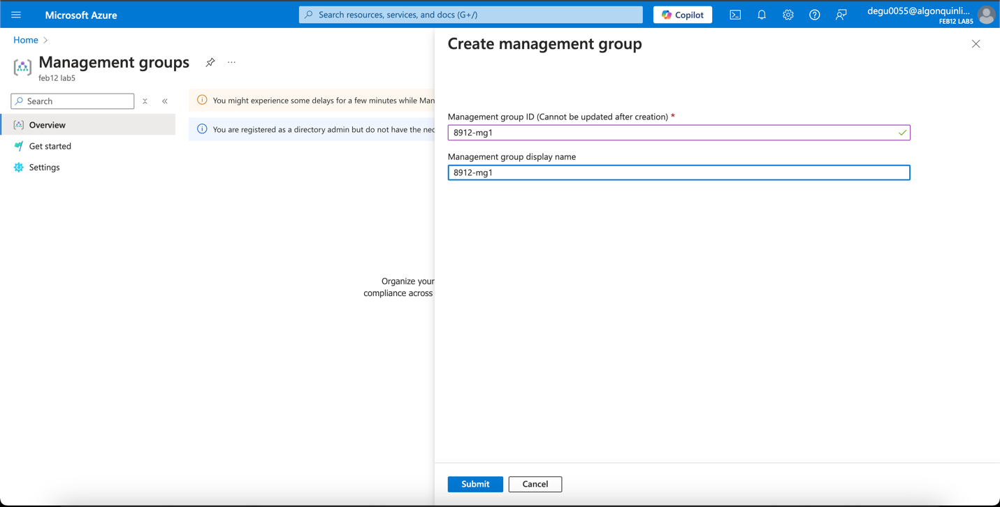 Microsoft Azure
Search resources, services, and docs (G+/)
Copilot
degu0055@algonquinli...
FEB12 LAB5
Home
Management groups
...
feb12 lab5
Search
Overview
Get started
Settings
You might experience some delays for a few minutes while Man
You are registered as a directory admin but do not have the nec
Organize your
compliance across
Create management group
Management group ID (Cannot be updated after creation) *
8912-mg1
Management group display name
8912-mg1
Submit
Cancel